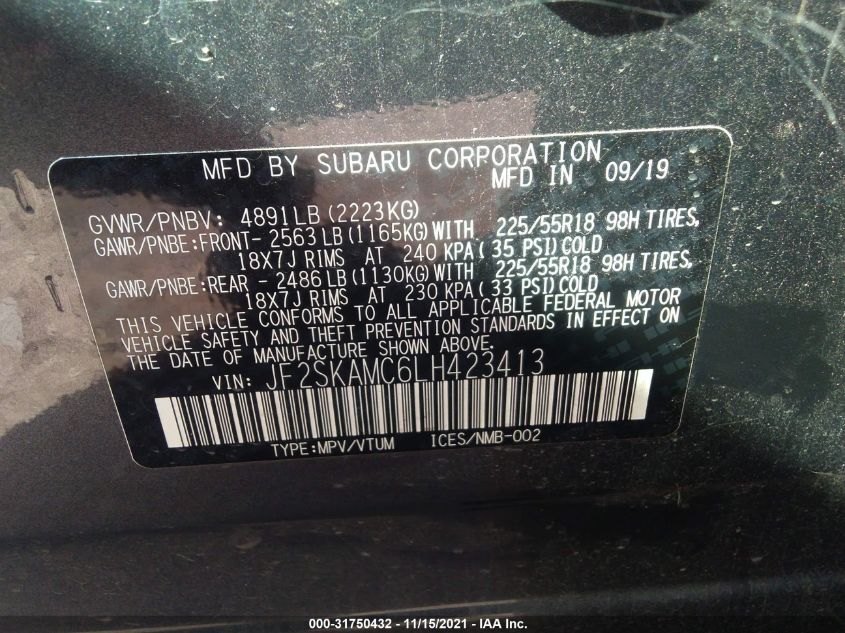 MFD BY SUBARU CORPORATION
MFD IN 09/19
GVWR/PNBV: 4891LB (2223KG)
GAWR/PNBE:FRONT- 2563 LB (1165KG) WITH 225/55R18 98H TIRES,
18X7J RIMS AT 240 KPA ( 35 PSI) COLD
GAWR/PNBE:REAR - 2486 LB (1130KG) WITH 225/55R18 98H TIRES,
18X7J RIMS AT 230 KPA ( 33 PSI) COLD
THIS VEHICLE CONFORMS TO ALL APPLICABLE FEDERAL MOTOR
VEHICLE SAFETY AND THEFT PREVENTION STANDARDS IN EFFECT ON
THE DATE OF MANUFACTURE SHOWN ABOVE.
VIN: JF2SKAMC6LH423413
TYPE:MPV/VTUM ICES/NMB-002
000-31750432 - 11/15/2021 - IAA Inc.